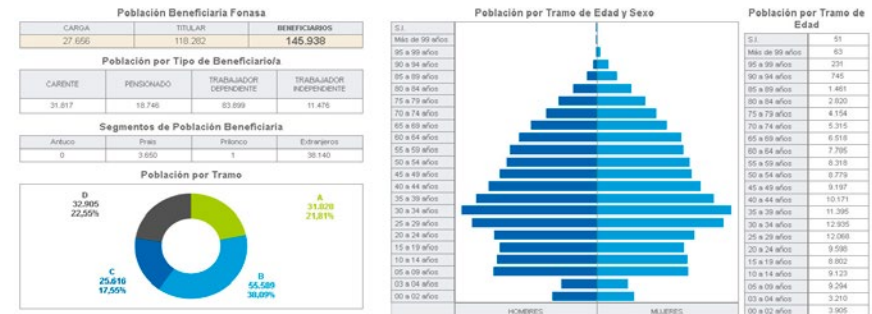 Población Beneficiaria Fonasa
CARGA TITULAR BENEFICIARIOS
27.656 118.282 145.938
Población por Tipo de Beneficiario/a
CARENTE PENSIONADO TRABAJADOR DEPENDIENTE TRABAJADOR INDEPENDIENTE
31.817 18.746 83.899 11.476
Segmentos de Población Beneficiaria
Antuco Prais Prilonco Extranjeros
0 3.650 1 38.140
Población por Tramo
D
32.905
22,55%
A
31.828
21,81%
C
25.616
17,55%
B
55.589
38,09%
Población por Tramo de Edad y Sexo
S.I.
Más de 99 años
95 a 99 años
90 a 94 años
85 a 89 años
80 a 84 años
75 a 79 años
70 a 74 años
65 a 69 años
60 a 64 años
55 a 59 años
50 a 54 años
45 a 49 años
40 a 44 años
35 a 39 años
30 a 34 años
25 a 29 años
20 a 24 años
15 a 19 años
10 a 14 años
05 a 09 años
03 a 04 años
00 a 02 años
HOMBRES MUJERES
Población por Tramo de
Edad
S.I. 51
Más de 99 años 63
95 a 99 años 231
90 a 94 años 745
85 a 89 años 1.461
80 a 84 años 2.820
75 a 79 años 4.154
70 a 74 años 5.315
65 a 69 años 6.518
60 a 64 años 7.785
55 a 59 años 8.318
50 a 54 años 8.779
45 a 49 años 9.197
40 a 44 años 10.171
35 a 39 años 11.395
30 a 34 años 12.935
25 a 29 años 12.068
20 a 24 años 9.598
15 a 19 años 8.802
10 a 14 años 9.123
05 a 09 años 9.294
03 a 04 años 3.210
00 a 02 años 3.905